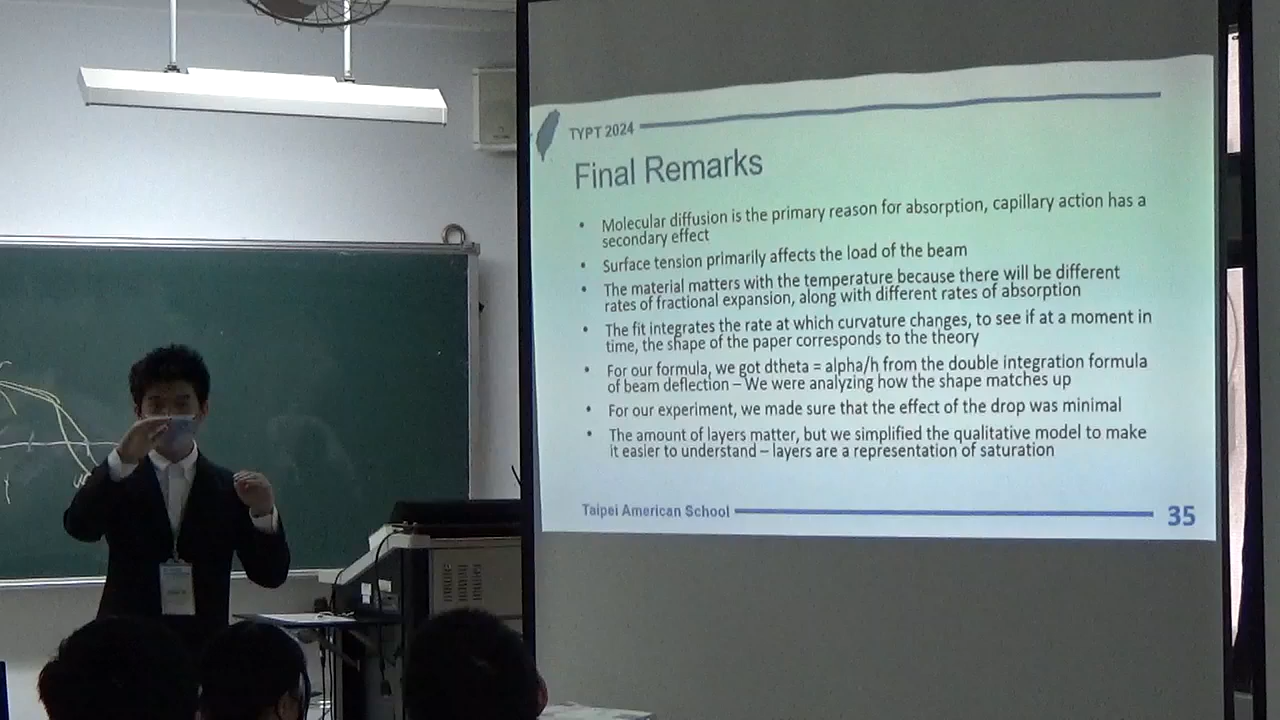 TYPT 2024
Final Remarks
• Molecular diffusion is the primary reason for absorption, capillary action has a
secondary effect
• Surface tension primarily affects the load of the beam
• The material matters with the temperature because there will be different
rates of fractional expansion, along with different rates of absorption
• The fit integrates the rate at which curvature changes, to see if at a moment in
time, the shape of the paper corresponds to the theory
• For our formula, we got dtheta = alpha/h from the double integration formula
of beam deflection – We were analyzing how the shape matches up
• For our experiment, we made sure that the effect of the drop was minimal
• The amount of layers matter, but we simplified the qualitative model to make
it easier to understand – layers are a representation of saturation
Taipei American School
35